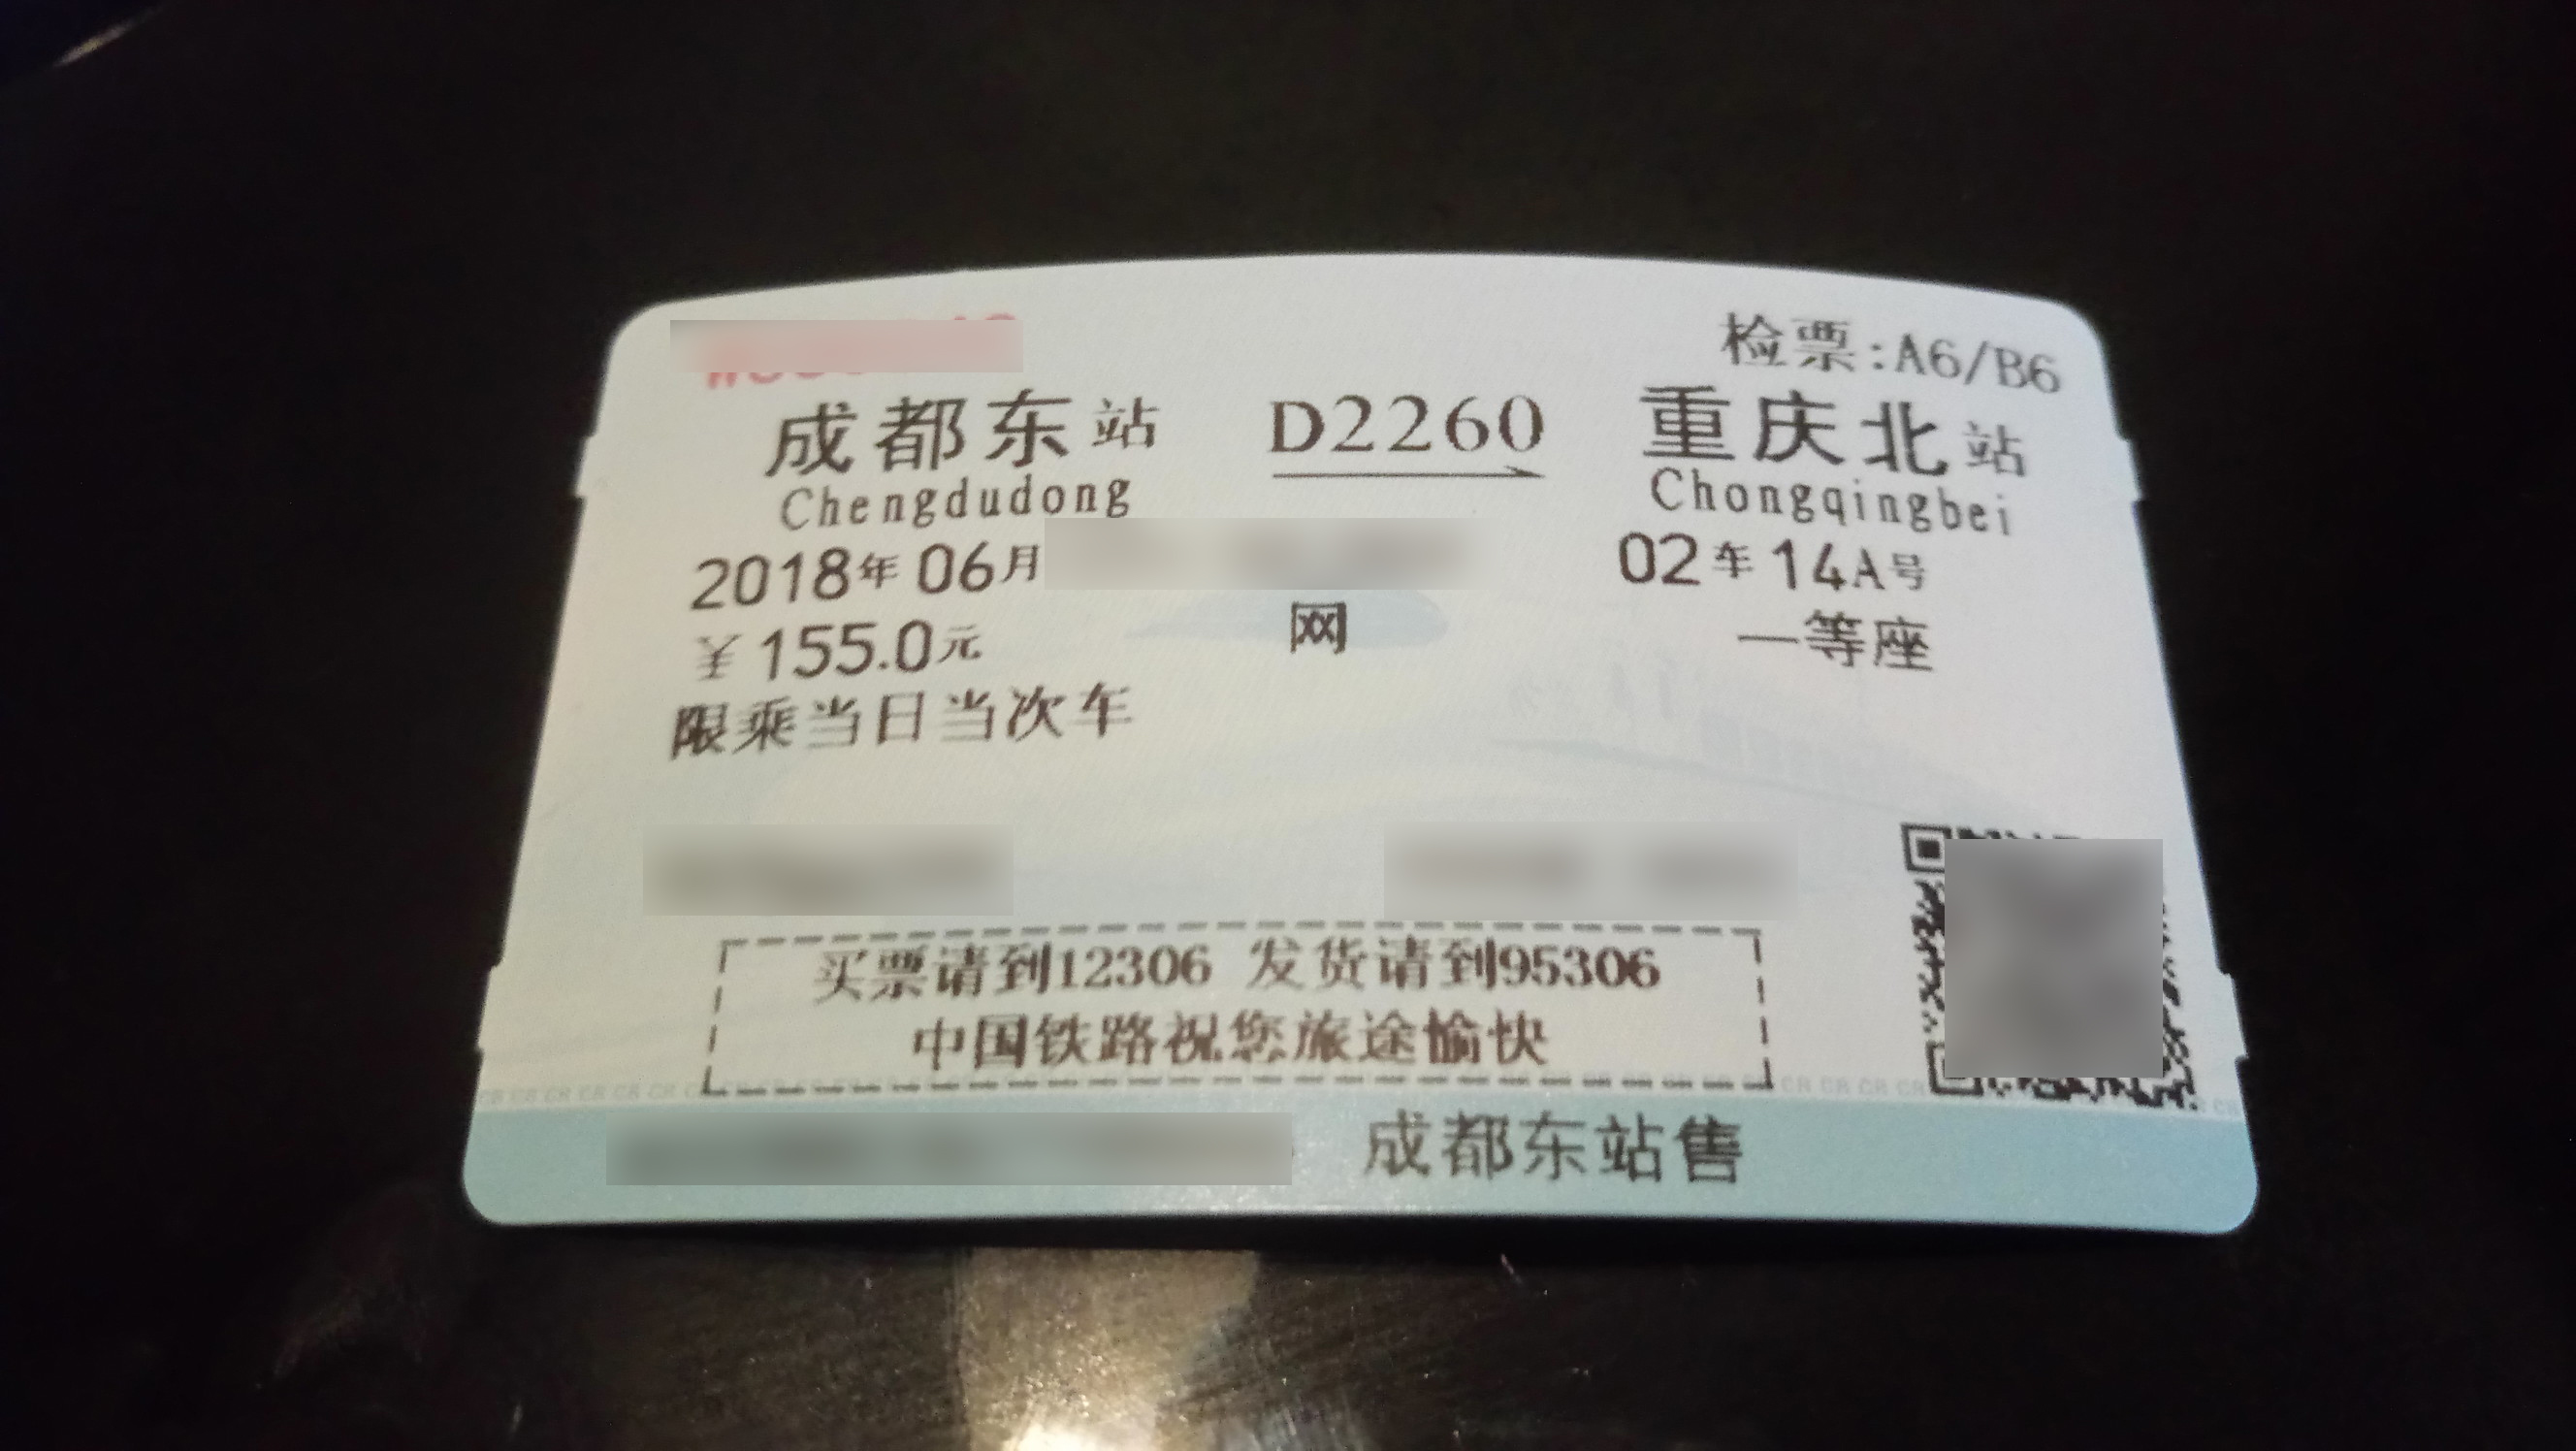 检票:A6/B6
成都东站 D2260 重庆北站
Chengdudong Chongqingbei
2018年06月 02车14A号
¥155.0元 网 一等座
限乘当日当次车
买票请到12306 发货请到95306
中国铁路祝您旅途愉快
成都东站售